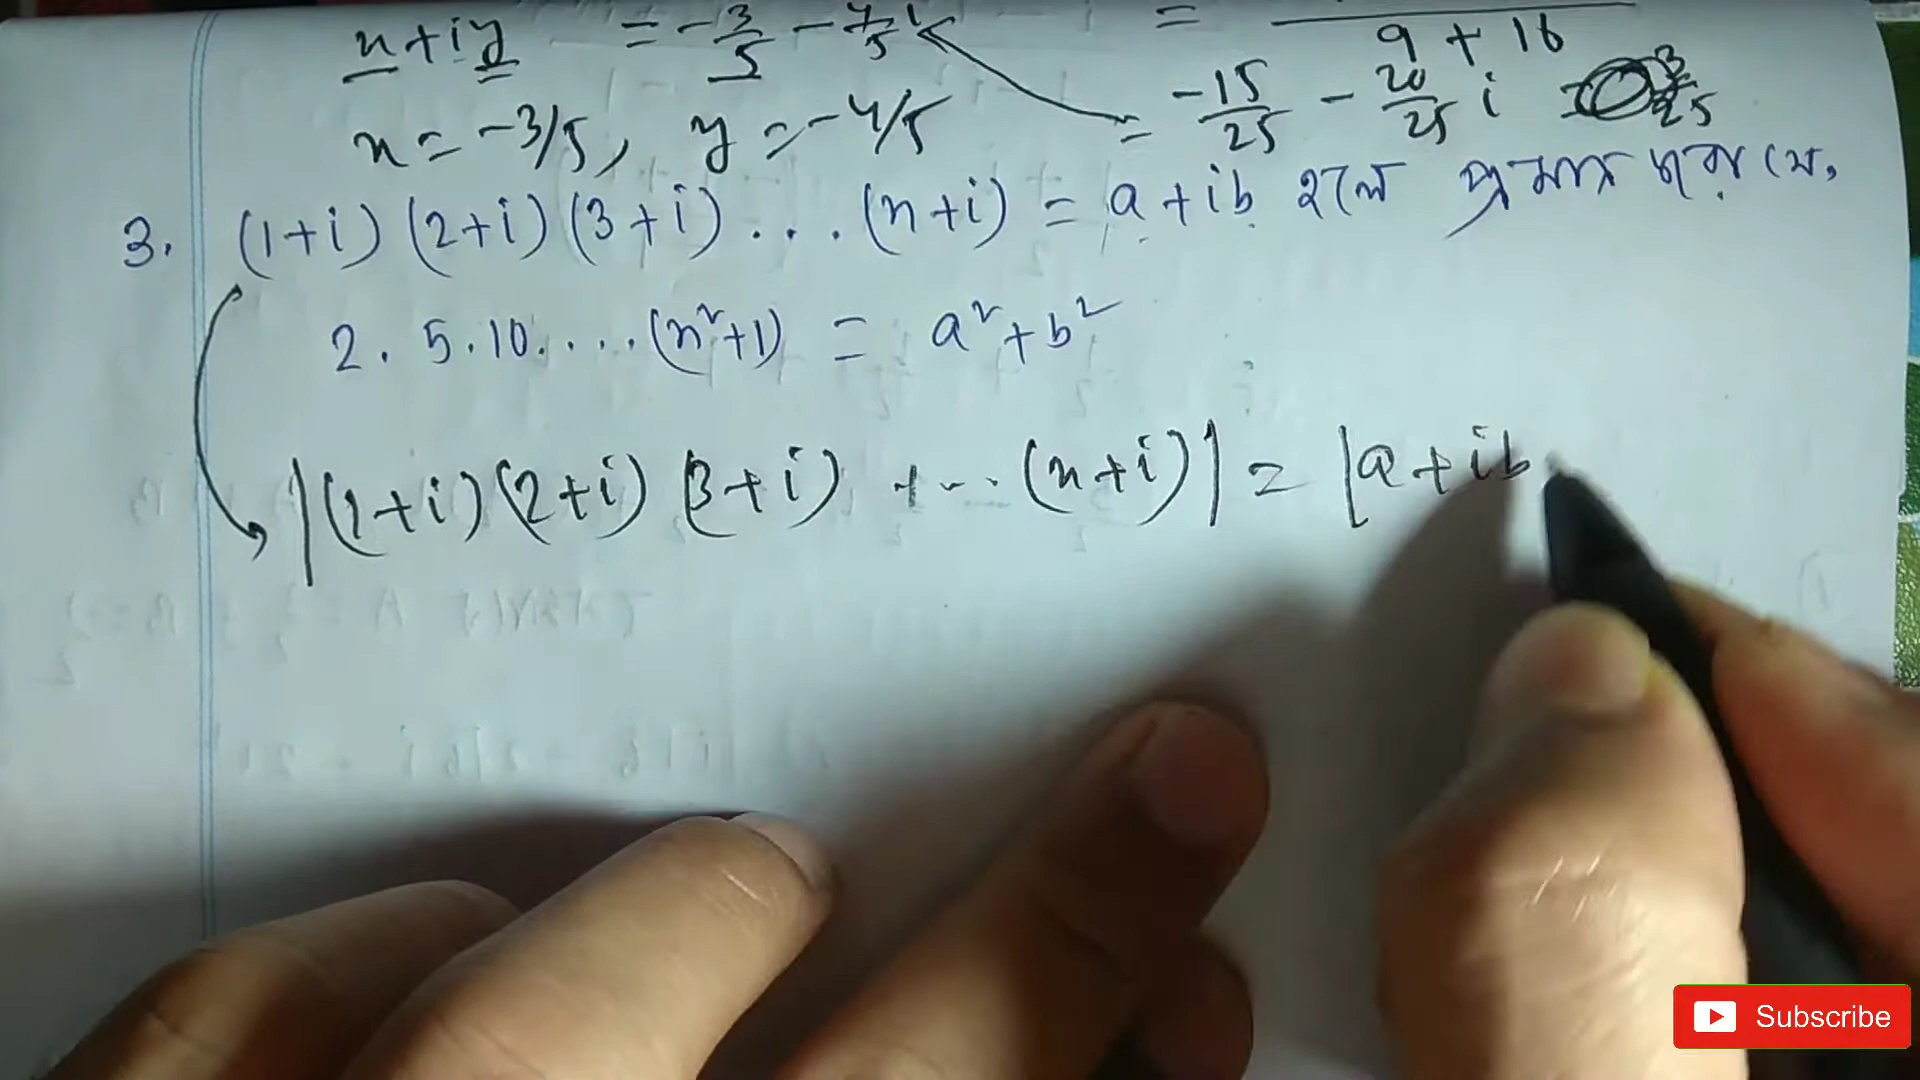 x+iy = -3/5 - 4/5 i
= 9 + 16
x = -3/5, y = -4/5
= -15/25 - 20/25 i =
3. (1+i) (2+i) (3+i) . . . (n+i) = a+ib হলে প্রমাণ কর যে,
2 . 5 . 10 . . . . (n²+1) = a²+b²
|(1+i) (2+i) (3+i) + ... (n+i)| = |a+ib
Subscribe